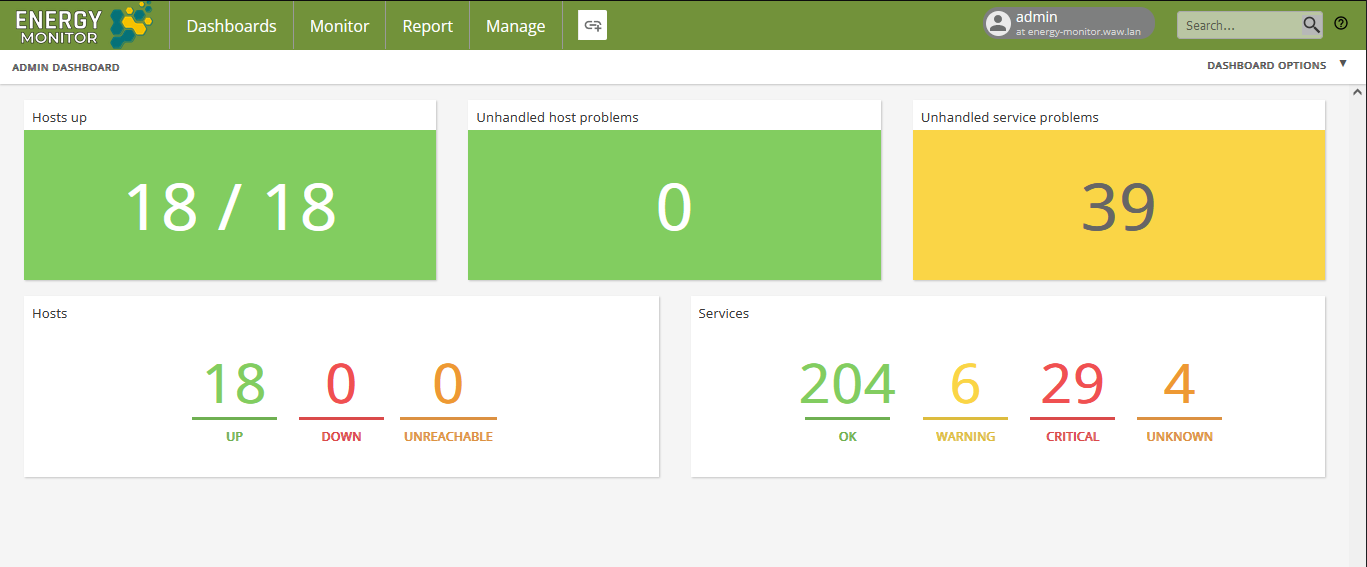 ENERGY
MONITOR
Dashboards
Monitor
Report
Manage
admin
at energy-monitor.waw.lan
Search...
ADMIN DASHBOARD
DASHBOARD OPTIONS
Hosts up
Unhandled host problems
Unhandled service problems
18 / 18
0
39
Hosts
Services
18
0
0
204
6
29
4
UP
DOWN
UNREACHABLE
OK
WARNING
CRITICAL
UNKNOWN